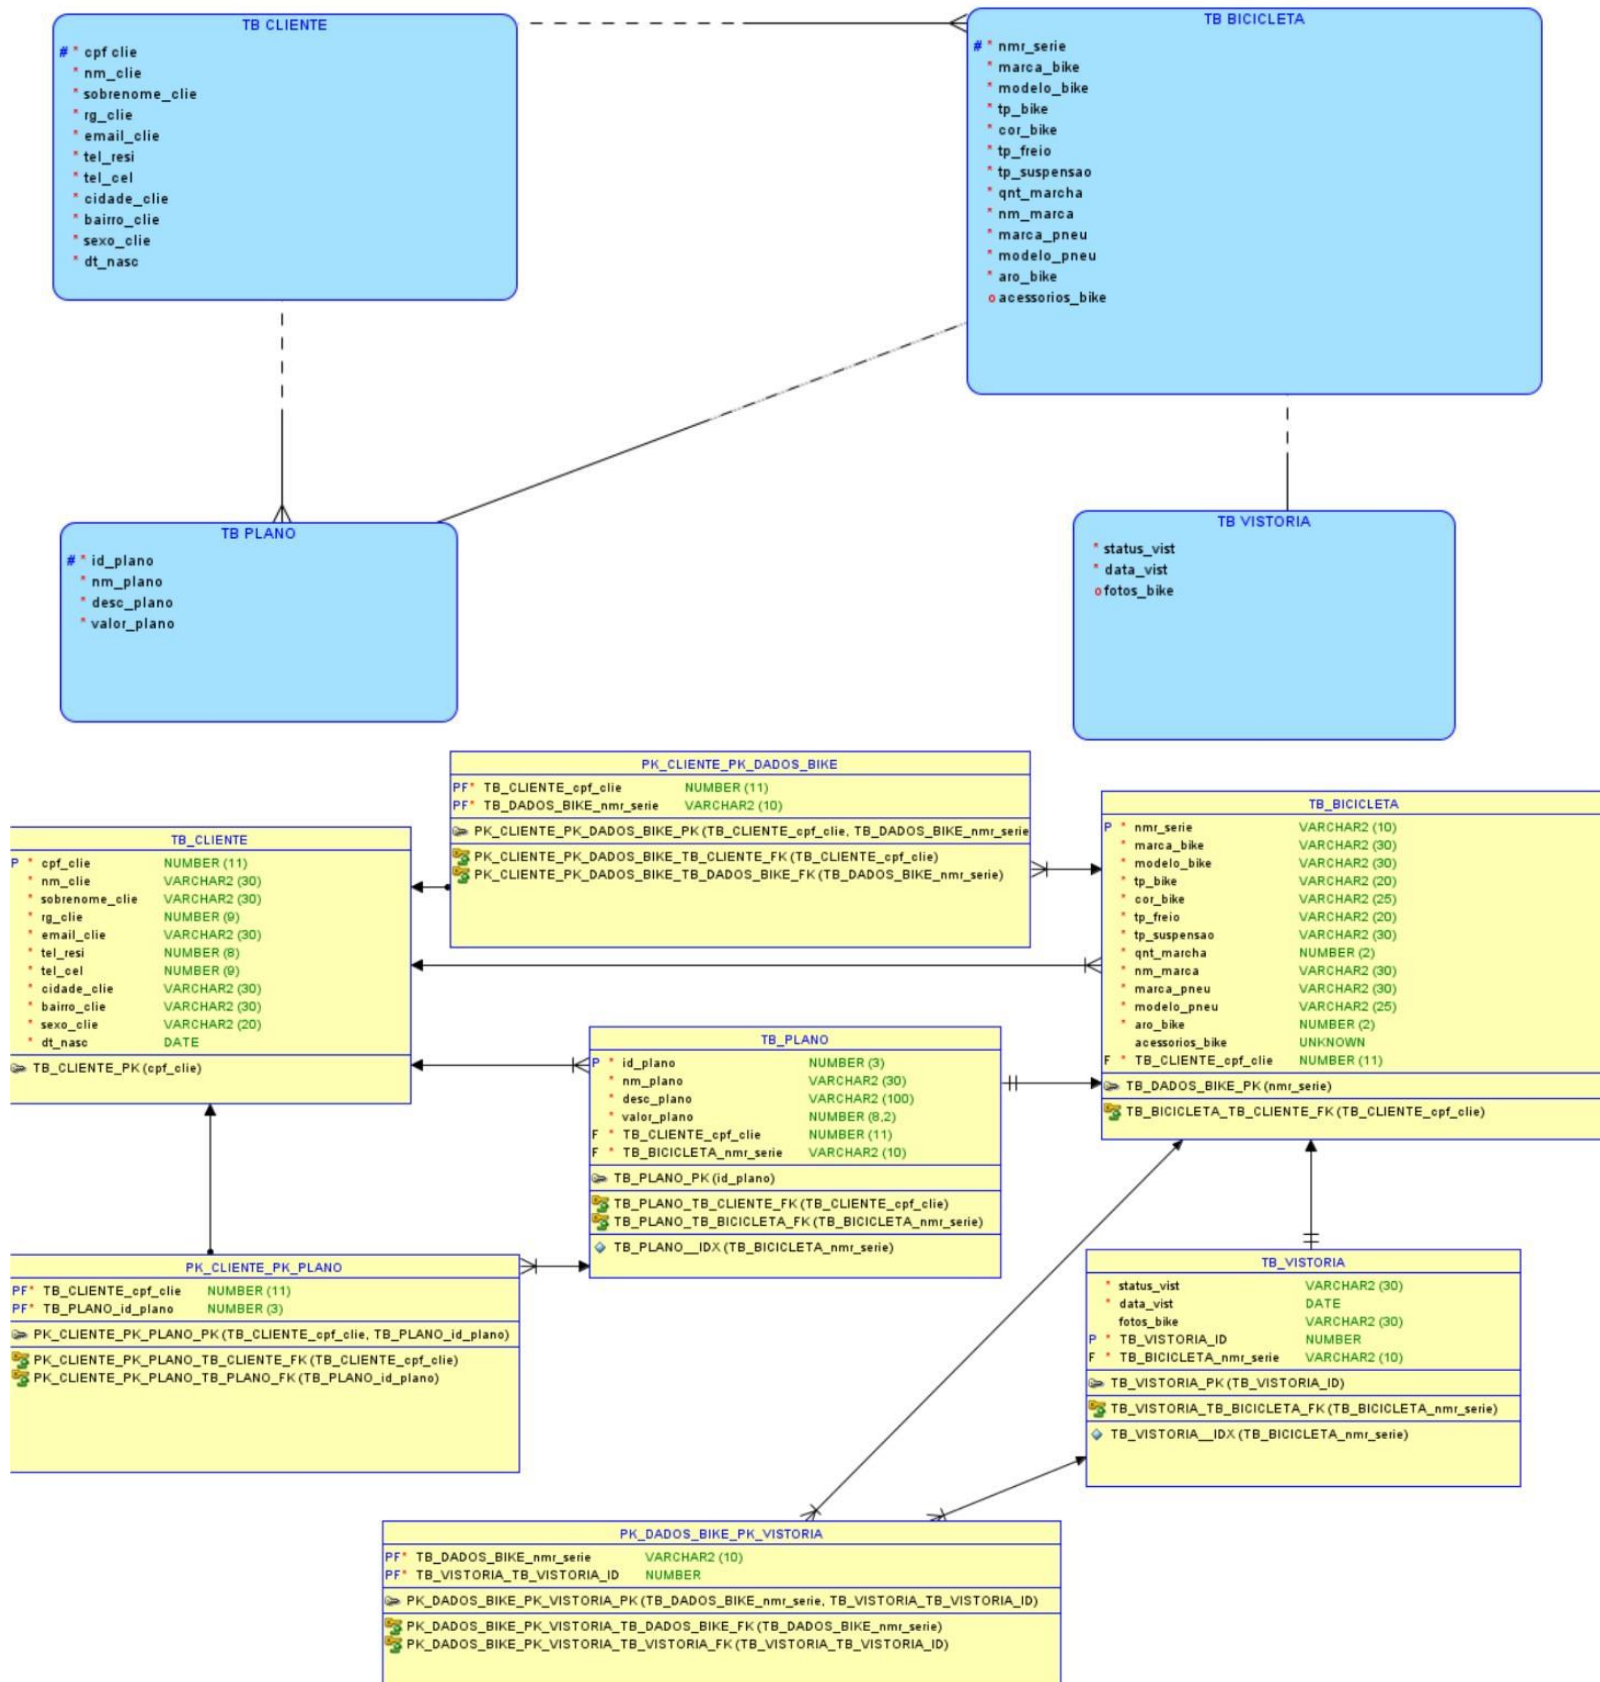 TB CLIENTE
# * cpf clie
* nm_clie
* sobrenome_clie
* rg_clie
* email_clie
* tel_resi
* tel_cel
* cidade_clie
* bairro_clie
* sexo_clie
* dt_nasc
TB BICICLETA
# * nmr_serie
* marca_bike
* modelo_bike
* tp_bike
* cor_bike
* tp_freio
* tp_suspensao
* qnt_marcha
* nm_marca
* marca_pneu
* modelo_pneu
* aro_bike
o acessorios_bike
TB PLANO
# * id_plano
* nm_plano
* desc_plano
* valor_plano
TB VISTORIA
* status_vist
* data_vist
o fotos_bike
PK_CLIENTE_PK_DADOS_BIKE
PF* TB_CLIENTE_cpf_clie NUMBER (11)
PF* TB_DADOS_BIKE_nmr_serie VARCHAR2 (10)
PK_CLIENTE_PK_DADOS_BIKE_PK (TB_CLIENTE_cpf_clie, TB_DADOS_BIKE_nmr_serie
PK_CLIENTE_PK_DADOS_BIKE_TB_CLIENTE_FK (TB_CLIENTE_cpf_clie)
PK_CLIENTE_PK_DADOS_BIKE_TB_DADOS_BIKE_FK (TB_DADOS_BIKE_nmr_serie)
TB_CLIENTE
P * cpf_clie NUMBER (11)
* nm_clie VARCHAR2 (30)
* sobrenome_clie VARCHAR2 (30)
* rg_clie NUMBER (9)
* email_clie VARCHAR2 (30)
* tel_resi NUMBER (8)
* tel_cel NUMBER (9)
* cidade_clie VARCHAR2 (30)
* bairro_clie VARCHAR2 (30)
* sexo_clie VARCHAR2 (20)
* dt_nasc DATE
TB_CLIENTE_PK (cpf_clie)
TB_BICICLETA
P * nmr_serie VARCHAR2 (10)
* marca_bike VARCHAR2 (30)
* modelo_bike VARCHAR2 (30)
* tp_bike VARCHAR2 (20)
* cor_bike VARCHAR2 (25)
* tp_freio VARCHAR2 (20)
* tp_suspensao VARCHAR2 (30)
* qnt_marcha NUMBER (2)
* nm_marca VARCHAR2 (30)
* marca_pneu VARCHAR2 (30)
* modelo_pneu VARCHAR2 (25)
* aro_bike NUMBER (2)
acessorios_bike UNKNOWN
F * TB_CLIENTE_cpf_clie NUMBER (11)
TB_DADOS_BIKE_PK (nmr_serie)
TB_BICICLETA_TB_CLIENTE_FK (TB_CLIENTE_cpf_clie)
TB_PLANO
P * id_plano NUMBER (3)
* nm_plano VARCHAR2 (30)
* desc_plano VARCHAR2 (100)
* valor_plano NUMBER (8,2)
F * TB_CLIENTE_cpf_clie NUMBER (11)
F * TB_BICICLETA_nmr_serie VARCHAR2 (10)
TB_PLANO_PK (id_plano)
TB_PLANO_TB_CLIENTE_FK (TB_CLIENTE_cpf_clie)
TB_PLANO_TB_BICICLETA_FK (TB_BICICLETA_nmr_serie)
TB_PLANO__IDX (TB_BICICLETA_nmr_serie)
PK_CLIENTE_PK_PLANO
PF* TB_CLIENTE_cpf_clie NUMBER (11)
PF* TB_PLANO_id_plano NUMBER (3)
PK_CLIENTE_PK_PLANO_PK (TB_CLIENTE_cpf_clie, TB_PLANO_id_plano)
PK_CLIENTE_PK_PLANO_TB_CLIENTE_FK (TB_CLIENTE_cpf_clie)
PK_CLIENTE_PK_PLANO_TB_PLANO_FK (TB_PLANO_id_plano)
TB_VISTORIA
* status_vist VARCHAR2 (30)
* data_vist DATE
fotos_bike VARCHAR2 (30)
P * TB_VISTORIA_ID NUMBER
F * TB_BICICLETA_nmr_serie VARCHAR2 (10)
TB_VISTORIA_PK (TB_VISTORIA_ID)
TB_VISTORIA_TB_BICICLETA_FK (TB_BICICLETA_nmr_serie)
TB_VISTORIA__IDX (TB_BICICLETA_nmr_serie)
PK_DADOS_BIKE_PK_VISTORIA
PF* TB_DADOS_BIKE_nmr_serie VARCHAR2 (10)
PF* TB_VISTORIA_TB_VISTORIA_ID NUMBER
PK_DADOS_BIKE_PK_VISTORIA_PK (TB_DADOS_BIKE_nmr_serie, TB_VISTORIA_TB_VISTORIA_ID)
PK_DADOS_BIKE_PK_VISTORIA_TB_DADOS_BIKE_FK (TB_DADOS_BIKE_nmr_serie)
PK_DADOS_BIKE_PK_VISTORIA_TB_VISTORIA_FK (TB_VISTORIA_TB_VISTORIA_ID)